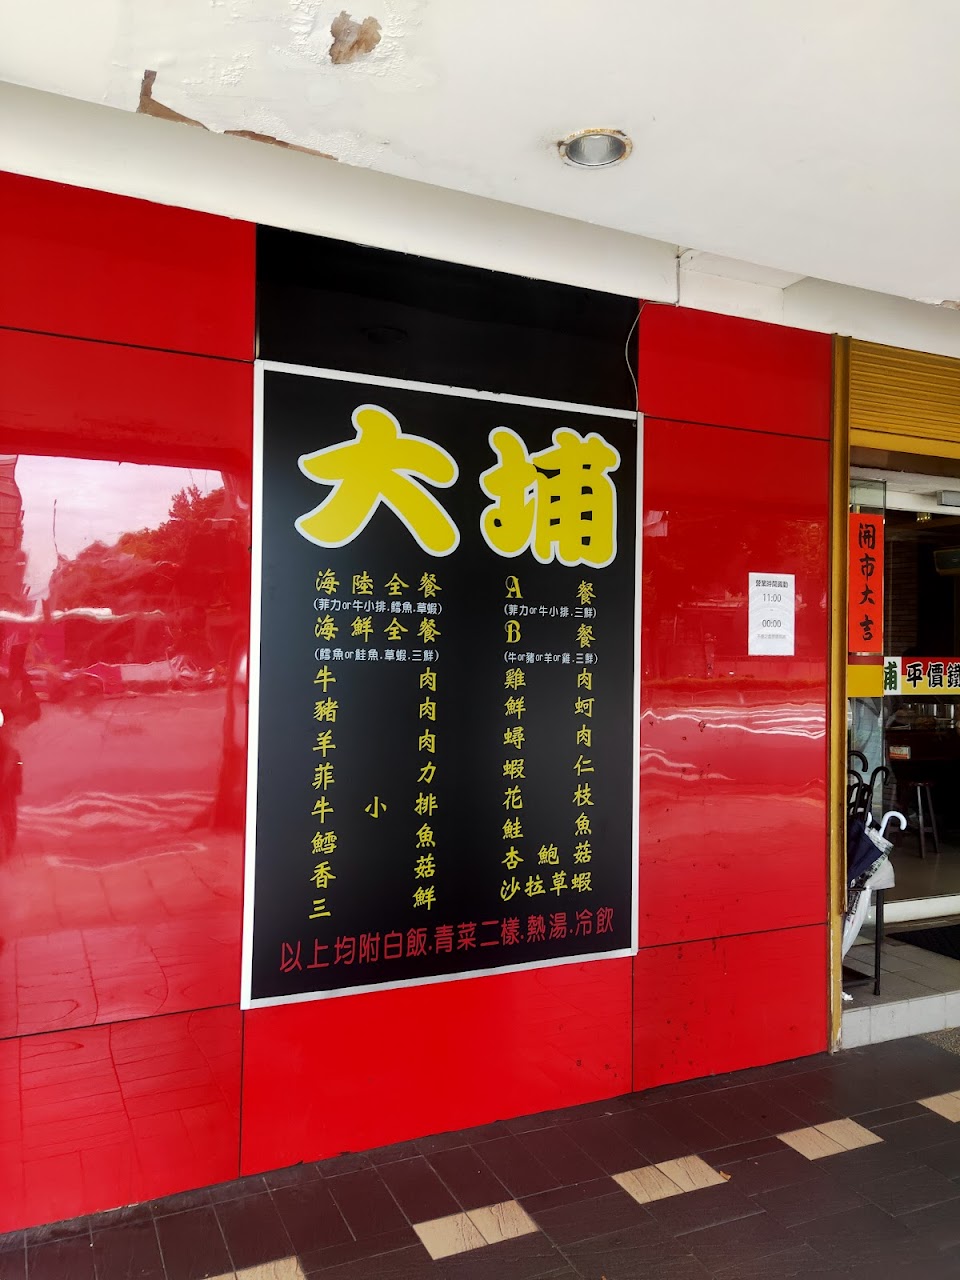 大埔
海陸全餐
(菲力or牛小排.鱈魚.草蝦)
海鮮全餐
(鱈魚or鮭魚.草蝦.三鮮)
牛肉
豬肉
羊肉
菲力
牛小排
鱈魚
香菇
三鮮
A餐
(菲力or牛小排.三鮮)
B餐
(牛or豬or羊or雞.三鮮)
雞肉
鮮蚵
蟳肉
蝦仁
花枝
鮭魚
杏鮑菇
沙拉草蝦
以上均附白飯.青菜二樣.熱湯.冷飲
11:00
00:00
開市大吉
埔平價鐵